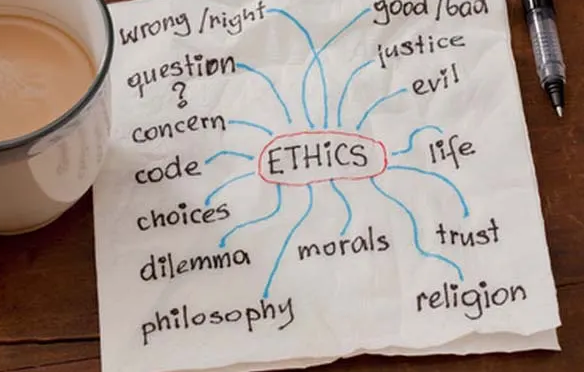 wrong/right
good/bad
justice
question
?
evil
concern
ETHICS
life
code
choices
trust
morals
dilemma
religion
philosophy